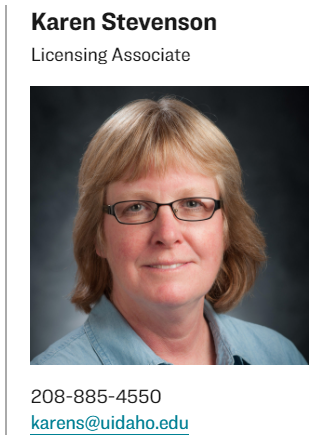 Karen Stevenson
Licensing Associate
208-885-4550
karens@uidaho.edu